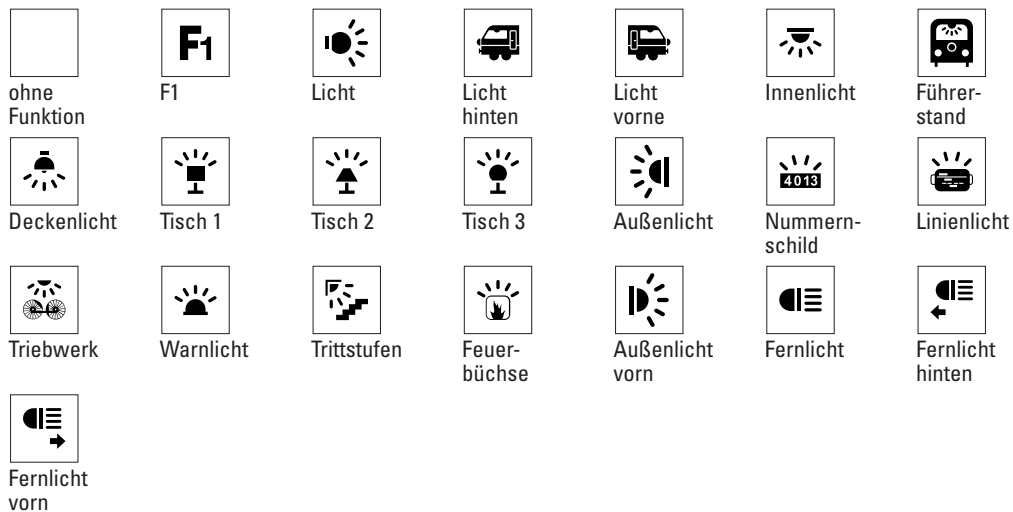 F1
ohne
Funktion
F1
Licht
Licht
hinten
Licht
vorne
Innenlicht
Führer-
stand
4013
Deckenlicht
Tisch 1
Tisch 2
Tisch 3
Außenlicht
Nummern-
schild
Linienlicht
Triebwerk
Warnlicht
Trittstufen
Feuer-
büchse
Außenlicht
vorn
Fernlicht
Fernlicht
hinten
Fernlicht
vorn